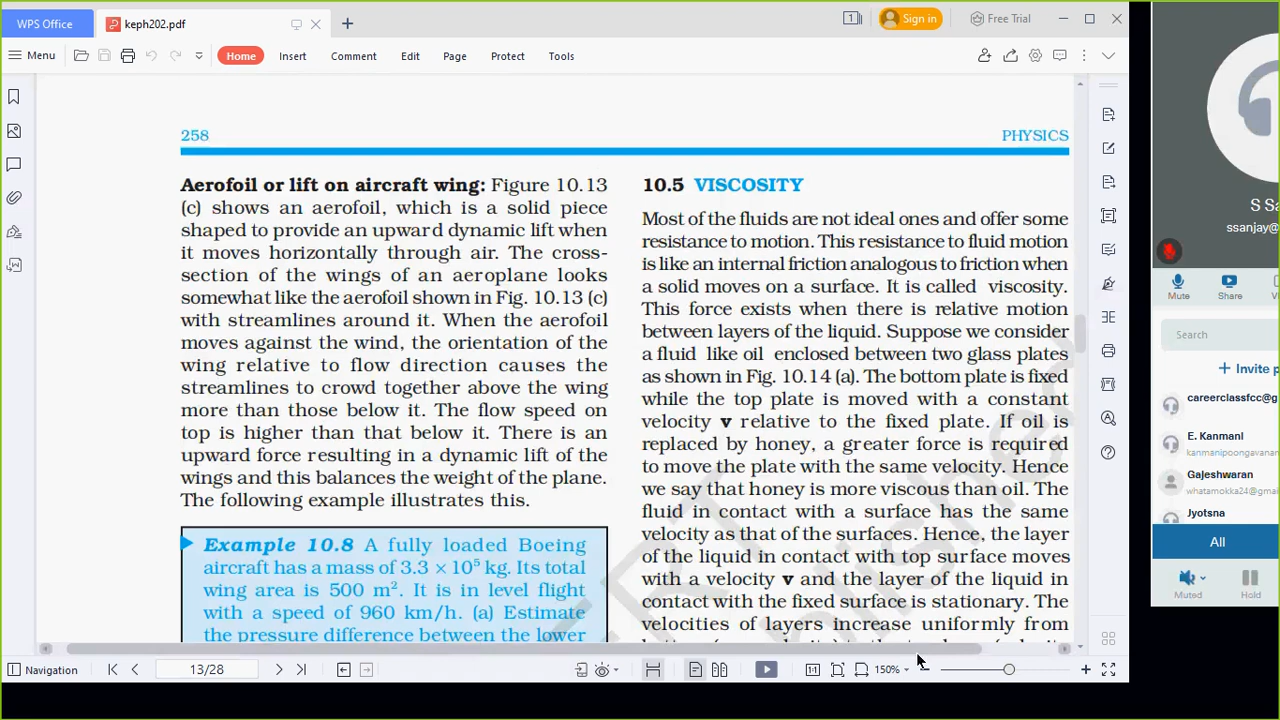 WPS Office
keph202.pdf
1
Sign in
Free Trial
Menu
Home
Insert
Comment
Edit
Page
Protect
Tools
258
PHYSICS
Aerofoil or lift on aircraft wing: Figure 10.13
(c) shows an aerofoil, which is a solid piece
shaped to provide an upward dynamic lift when
it moves horizontally through air. The cross-
section of the wings of an aeroplane looks
somewhat like the aerofoil shown in Fig. 10.13 (c)
with streamlines around it. When the aerofoil
moves against the wind, the orientation of the
wing relative to flow direction causes the
streamlines to crowd together above the wing
more than those below it. The flow speed on
top is higher than that below it. There is an
upward force resulting in a dynamic lift of the
wings and this balances the weight of the plane.
The following example illustrates this.
Example 10.8 A fully loaded Boeing
aircraft has a mass of 3.3 × 10⁵ kg. Its total
wing area is 500 m². It is in level flight
with a speed of 960 km/h. (a) Estimate
the pressure difference between the lower
10.5 VISCOSITY
Most of the fluids are not ideal ones and offer some
resistance to motion. This resistance to fluid motion
is like an internal friction analogous to friction when
a solid moves on a surface. It is called viscosity.
This force exists when there is relative motion
between layers of the liquid. Suppose we consider
a fluid like oil enclosed between two glass plates
as shown in Fig. 10.14 (a). The bottom plate is fixed
while the top plate is moved with a constant
velocity v relative to the fixed plate. If oil is
replaced by honey, a greater force is required
to move the plate with the same velocity. Hence
we say that honey is more viscous than oil. The
fluid in contact with a surface has the same
velocity as that of the surfaces. Hence, the layer
of the liquid in contact with top surface moves
with a velocity v and the layer of the liquid in
contact with the fixed surface is stationary. The
velocities of layers increase uniformly from
Navigation
13/28
150%
S Sa
ssanjay@
Mute
Share
Search
Invite p
careerclassfcc@g
E. Kanmani
kanmanipoongavanan
Gajeshwaran
whatamokka24@gmai
Jyotsna
All
Muted
Hold